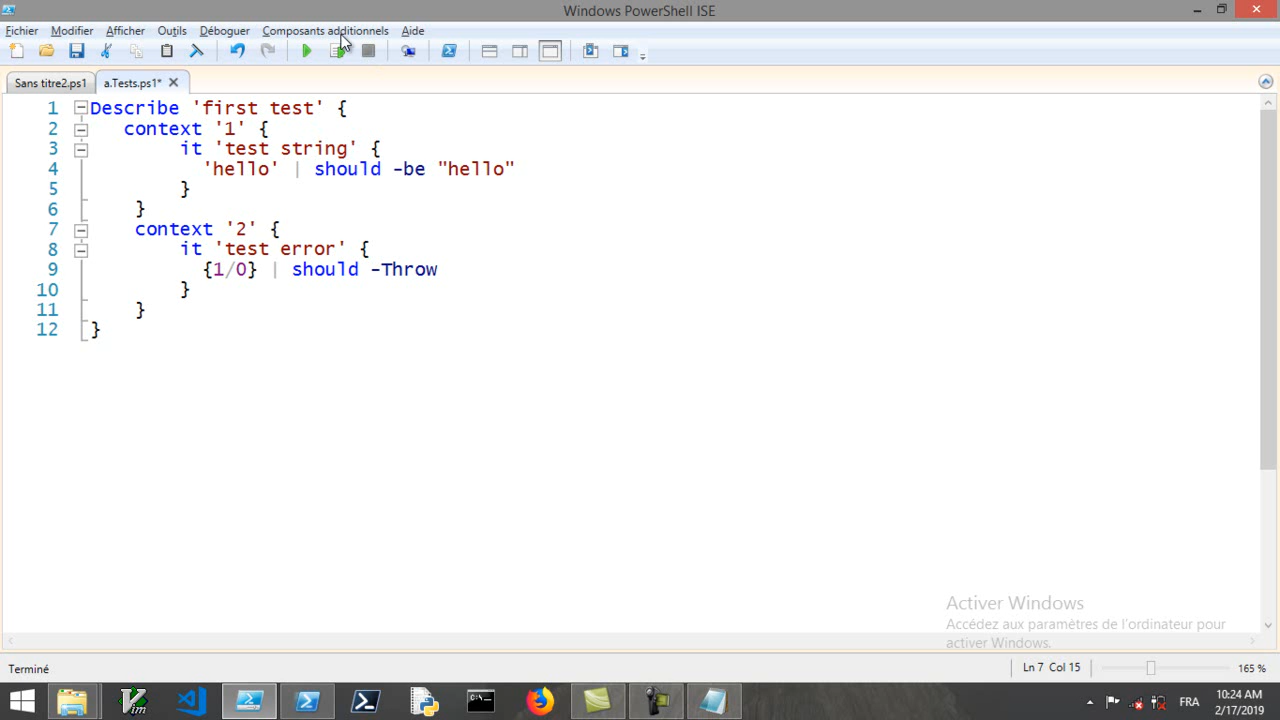 Windows PowerShell ISE
Fichier Modifier Afficher Outils Déboguer Composants additionnels Aide
Sans titre2.ps1 a.Tests.ps1*
1 Describe 'first test' {
2 context '1' {
3 it 'test string' {
4 'hello' | should -be "hello"
5 }
6 }
7 context '2' {
8 it 'test error' {
9 {1/0} | should -Throw
10 }
11 }
12 }
Activer Windows
Accédez aux paramètres de l'ordinateur pour
activer Windows.
Terminé Ln 7 Col 15 165 %
FRA 10:24 AM
2/17/2019